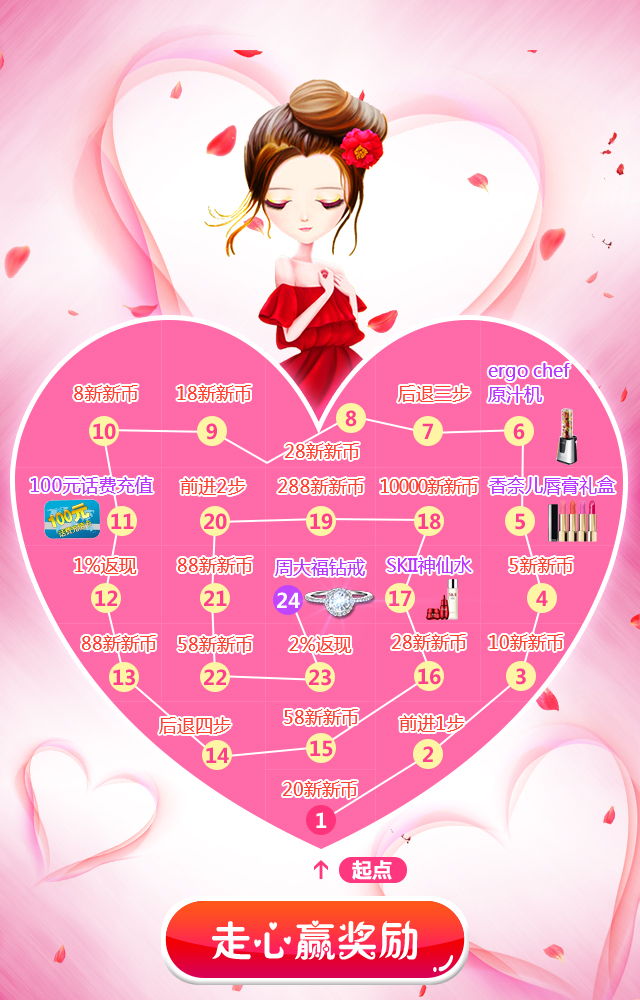 ergo chef
8新新币 18新新币 后退三步 原汁机
10 9 8 7 6
28新新币
100元话费充值 前进2步 288新新币 10000新新币 香奈儿唇膏礼盒
100元
11 20 19 18 5
1%返现 88新新币 周大福钻戒 SKII神仙水 5新新币
12 21 24 17 4
88新新币 58新新币 2%返现 28新新币 10新新币
13 22 23 16 3
后退四步 58新新币 前进1步
14 15 2
20新新币
1
↑ 起点
走心赢奖励